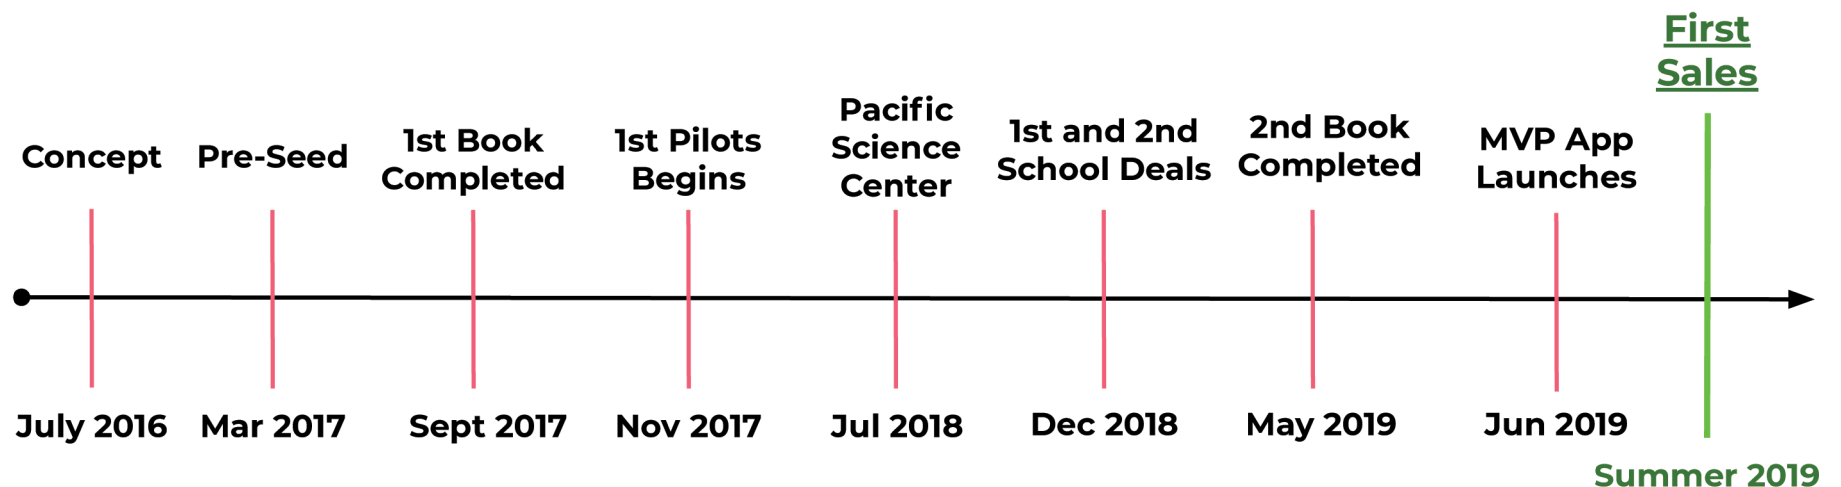 First
Sales
Concept
Pre-Seed
1st Book
Completed
1st Pilots
Begins
Pacific
Science
Center
1st and 2nd
School Deals
2nd Book
Completed
MVP App
Launches
July 2016
Mar 2017
Sept 2017
Nov 2017
Jul 2018
Dec 2018
May 2019
Jun 2019
Summer 2019